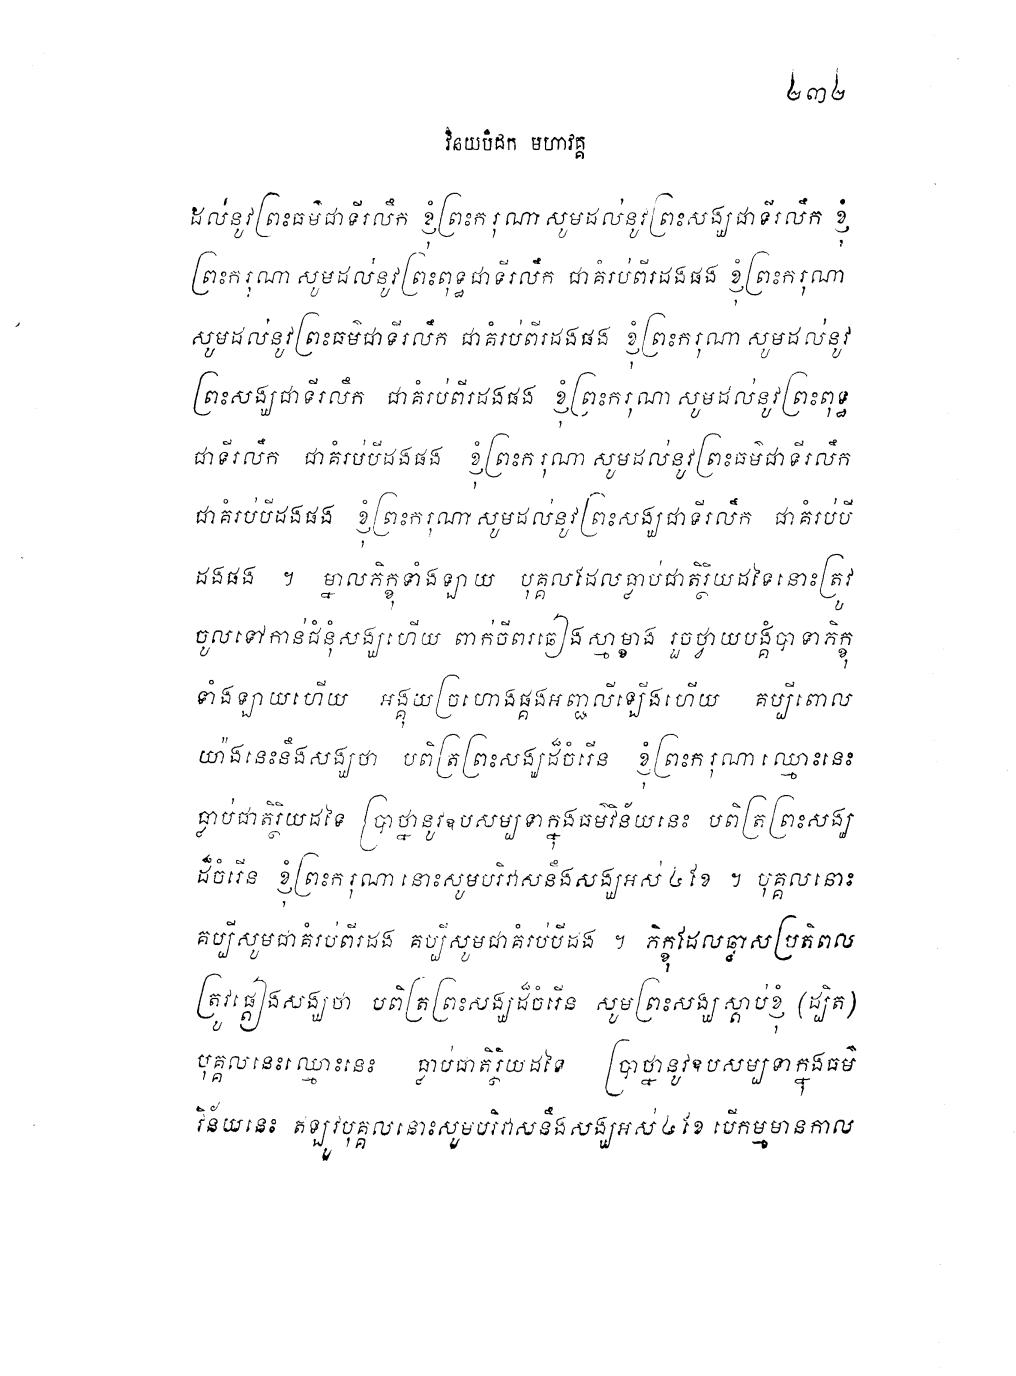 ២៣២
វិនយបិដក មហាវគ្គ
ដល់នូវព្រះធម៌ជាទីរលឹក ខ្ញុំព្រះករុណា សូមដល់នូវព្រះសង្ឃជាទីរលឹក ខ្ញុំ
ព្រះករុណា សូមដល់នូវព្រះពុទ្ធជាទីរលឹក ជាគំរប់ពីរដងផង ខ្ញុំព្រះករុណា
សូមដល់នូវព្រះធម៌ជាទីរលឹក ជាគំរប់ពីរដងផង ខ្ញុំព្រះករុណា សូមដល់នូវ
ព្រះសង្ឃជាទីរលឹក ជាគំរប់ពីរដងផង ខ្ញុំព្រះករុណា សូមដល់នូវព្រះពុទ្ធ
ជាទីរលឹក ជាគំរប់បីដងផង ខ្ញុំព្រះករុណា សូមដល់នូវព្រះធម៌ជាទីរលឹក
ជាគំរប់បីដងផង ខ្ញុំព្រះករុណា សូមដល់នូវព្រះសង្ឃជាទីរលឹក ជាគំរប់បី
ដងផង ។ ម្នាលភិក្ខុទាំងឡាយ បុគ្គលដែលធ្លាប់ជាតិរ្ថិយដទៃនោះត្រូវ
ចូលទៅកាន់ជំនុំសង្ឃហើយ ពាក់ចីពរឆៀងស្មាម្ខាង រួចថ្វាយបង្គំបាទាភិក្ខុ
ទាំងឡាយហើយ អង្គុយច្រហោងផ្គងអញ្ជលីឡើងហើយ គប្បីពោល
យ៉ាងនេះនឹងសង្ឃថា បពិត្រព្រះសង្ឃដ៏ចំរើន ខ្ញុំព្រះករុណា ឈ្មោះនេះ
ធ្លាប់ជាតិរ្ថិយដទៃ ប្រាថ្នានូវឧបសម្បទាក្នុងធម៌វិន័យនេះ បពិត្រព្រះសង្ឃ
ដ៏ចំរើន ខ្ញុំព្រះករុណា នោះសូមបរិវាសនឹងសង្ឃអស់ ៤ ខែ ។ បុគ្គលនោះ
គប្បីសូមជាគំរប់ពីរដង គប្បីសូមជាគំរប់បីដង ។ ភិក្ខុដែលឆ្លាសប្រតិពល
ត្រូវផ្តៀងសង្ឃថា បពិត្រព្រះសង្ឃដ៏ចំរើន សូមព្រះសង្ឃស្តាប់ខ្ញុំ (ដ្បិត)
បុគ្គលនេះឈ្មោះនេះ ធ្លាប់ជាតិរ្ថិយដទៃ ប្រាថ្នានូវឧបសម្បទាក្នុងធម៌
វិន័យនេះ ឥឡូវបុគ្គលនោះសូមបរិវាសនឹងសង្ឃអស់ ៤ ខែ បើកម្មមានកាល